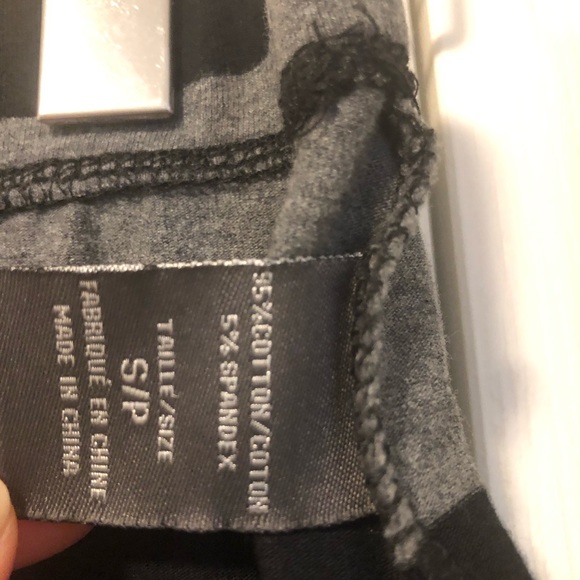 95%COTTON/COTON
5% SPANDEX
TAILLE/SIZE
S/P
FABRIQUÉ EN CHINE
MADE IN CHINA